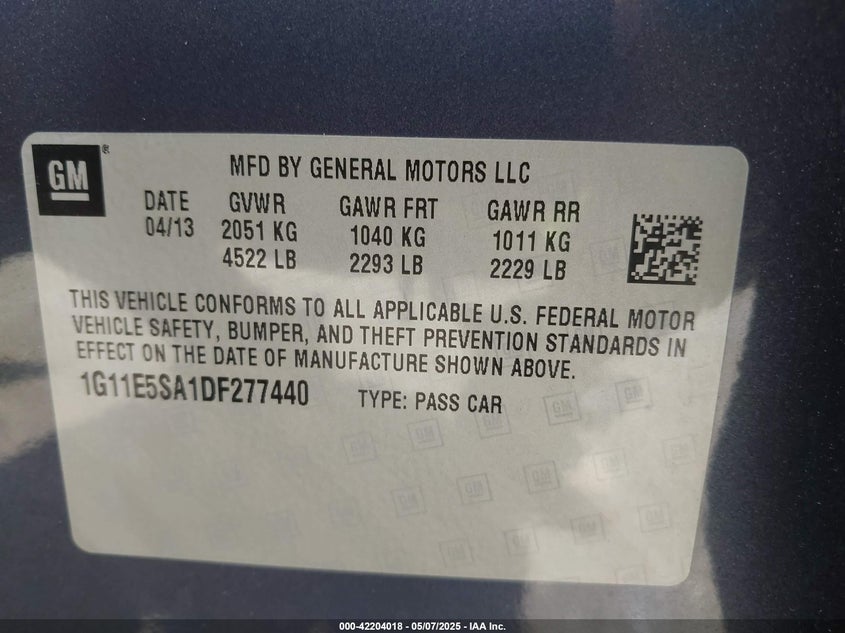 GM®
MFD BY GENERAL MOTORS LLC
DATE GVWR GAWR FRT GAWR RR
04/13 2051 KG 1040 KG 1011 KG
4522 LB 2293 LB 2229 LB
THIS VEHICLE CONFORMS TO ALL APPLICABLE U.S. FEDERAL MOTOR
VEHICLE SAFETY, BUMPER, AND THEFT PREVENTION STANDARDS IN
EFFECT ON THE DATE OF MANUFACTURE SHOWN ABOVE.
1G11E5SA1DF277440 TYPE: PASS CAR
000-42204018 - 05/07/2025 - IAA Inc.